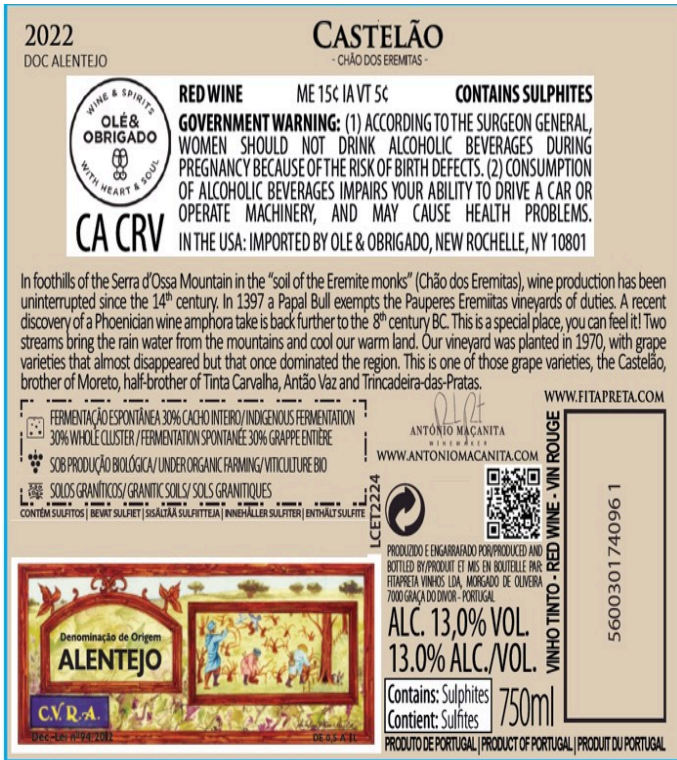 2022
DOC ALENTEJO
CASTELÃO
- CHÃO DOS EREMITAS -
WINE & SPIRITS
OLÉ &
OBRIGADO
WITH HEART & SOUL
CA CRV
RED WINE ME 15¢ IA VT 5¢ CONTAINS SULPHITES
GOVERNMENT WARNING: (1) ACCORDING TO THE SURGEON GENERAL,
WOMEN SHOULD NOT DRINK ALCOHOLIC BEVERAGES DURING
PREGNANCY BECAUSE OF THE RISK OF BIRTH DEFECTS. (2) CONSUMPTION
OF ALCOHOLIC BEVERAGES IMPAIRS YOUR ABILITY TO DRIVE A CAR OR
OPERATE MACHINERY, AND MAY CAUSE HEALTH PROBLEMS.
IN THE USA: IMPORTED BY OLE & OBRIGADO, NEW ROCHELLE, NY 10801
In foothills of the Serra d'Ossa Mountain in the "soil of the Eremite monks" (Chão dos Eremitas), wine production has been
uninterrupted since the 14th century. In 1397 a Papal Bull exempts the Pauperes Eremiitas vineyards of duties. A recent
discovery of a Phoenician wine amphora take is back further to the 8th century BC. This is a special place, you can feel it! Two
streams bring the rain water from the mountains and cool our warm land. Our vineyard was planted in 1970, with grape
varieties that almost disappeared but that once dominated the region. This is one of those grape varieties, the Castelão,
brother of Moreto, half-brother of Tinta Carvalha, Antão Vaz and Trincadeira-das-Pratas.
FERMENTAÇÃO ESPONTÂNEA 30% CACHO INTEIRO/ INDIGENOUS FERMENTATION
30% WHOLE CLUSTER / FERMENTATION SPONTANÉE 30% GRAPPE ENTIÈRE
SOB PRODUÇÃO BIOLÓGICA/ UNDER ORGANIC FARMING/ VITICULTURE BIO
SOLOS GRANÍTICOS/ GRANITIC SOILS/ SOLS GRANITIQUES
CONTÉM SULFITOS | BEVAT SULFIET | SISÄLTÄÄ SULFIITTEJA | INNEHÅLLER SULFITER | ENTHÄLT SULFITE
LCET2224
ANTÓNIO MAÇANITA
WINEMAKER
WWW.ANTONIOMACANITA.COM
WWW.FITAPRETA.COM
PRODUZIDO E ENGARRAFADO POR/PRODUCED AND
BOTTLED BY/PRODUIT ET MIS EN BOUTEILLE PAR:
FITAPRETA VINHOS LDA, MORGADO DE OLIVEIRA
7000 GRAÇA DO DIVOR - PORTUGAL
ALC. 13,0% VOL.
13.0% ALC./VOL.
Contains: Sulphites
Contient: Sulfites
750ml
VINHO TINTO - RED WINE - VIN ROUGE
560030174096 1
PRODUTO DE PORTUGAL | PRODUCT OF PORTUGAL | PRODUIT DU PORTUGAL
Denominação de Origem
ALENTEJO
C.V.R.A.
Dec.-Lei nº94/2012
DE 0,5 A 1L